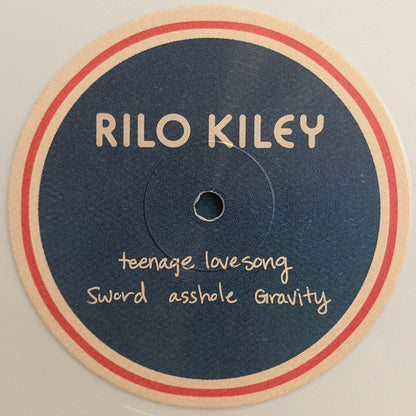 RILO KILEY
teenage lovesong
Sword asshole Gravity